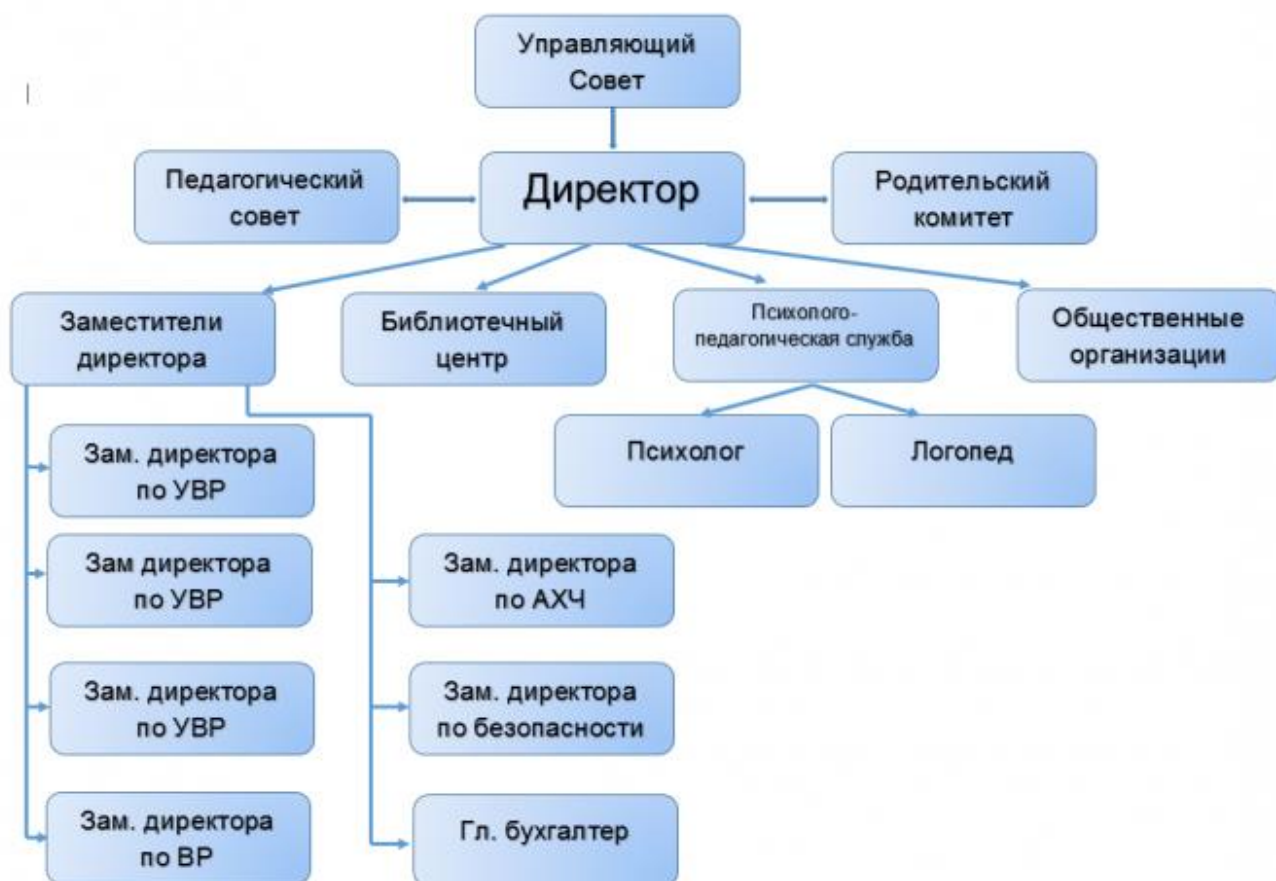 Управляющий
Совет
Педагогический
совет
Директор
Родительский
комитет
Заместители
директора
Библиотечный
центр
Психолого-
педагогическая служба
Общественные
организации
Зам. директора
по УВР
Психолог
Логопед
Зам директора
по УВР
Зам. директора
по АХЧ
Зам. директора
по УВР
Зам. директора
по безопасности
Зам. директора
по ВР
Гл. бухгалтер